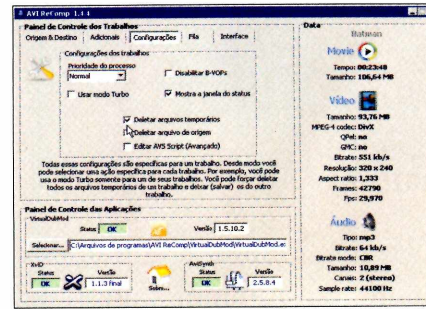 AVI ReComp 1.4.4
Painel de Controle dos Trabalhos
Origem & Destino Adicionais Configurações Fila Interface
Configurações dos trabalhos
Prioridade do processo
Normal
Disabilitar B-VOPs
Usar modo Turbo
Mostra a janela do status
Deletar arquivos temporários
Deletar arquivo de origem
Editar AVS Script (Avançado)
Todas essas configurações são específicas para um trabalho. Desde modo você
pode selecionar uma ação específica para cada trabalho. Por exemplo, você pode
usa o modo Turbo somente para um de seus trabalhos. Você pode forçar deletar
todos os arquivos temporários de um trabalho e deixar (salvar) os do outro
trabalho.
Painel de Controle das Aplicações
VirtualDubMod
Status OK Versão 1.5.10.2
Selecionar... C:\Arquivos de programas\AVI ReComp\VirtualDubMod\VirtualDubMod.e
XviD
Status Versão
OK 1.1.3 final
Sobre...
AviSynth
Status Versão
OK 2.5.8.4
Data
Batman
Movie
Tempo: 00:23:48
Tamanho: 106,64 MB
Vídeo
Tamanho: 93,76 MB
MPEG-4 codec: DivX
QPel: no
GMC: no
Bitrate: 551 kb/s
Resolução: 320 x 240
Aspect ratio: 1,333
Frames: 42790
Fps: 29,970
Áudio
Tipo: mp3
Bitrate: 64 kb/s
Bitrate mode: CBR
Tamanho: 10,89 MB
Canais: 2 (stereo)
Sample rate: 44100 Hz